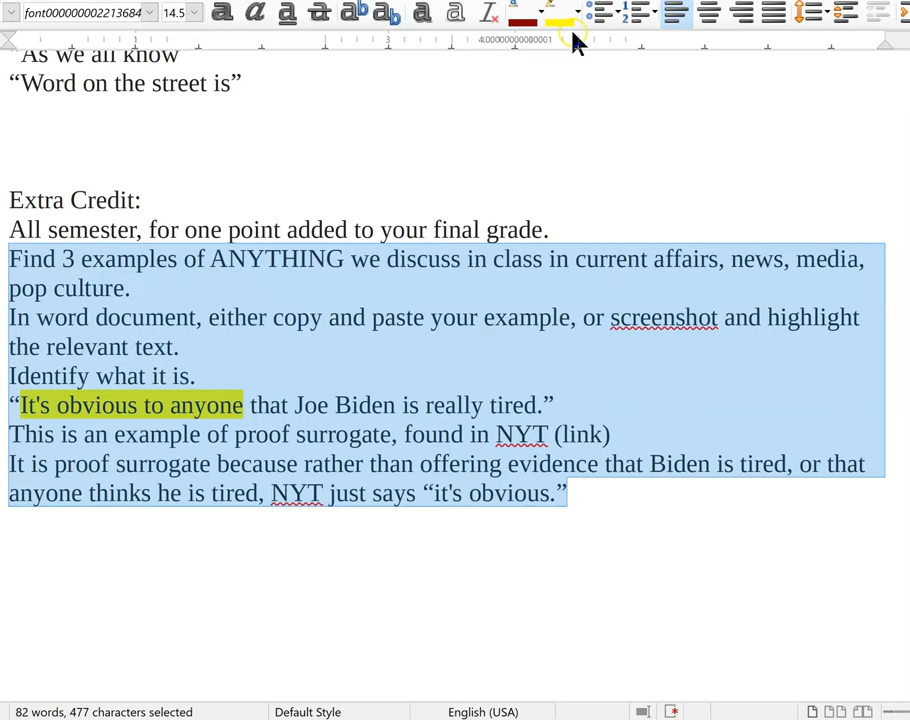 font0000000002213684 14.5
1 3 4.00000000000001
"As we all know
“Word on the street is”
Extra Credit:
All semester, for one point added to your final grade.
Find 3 examples of ANYTHING we discuss in class in current affairs, news, media,
pop culture.
In word document, either copy and paste your example, or screenshot and highlight
the relevant text.
Identify what it is.
“It's obvious to anyone that Joe Biden is really tired.”
This is an example of proof surrogate, found in NYT (link)
It is proof surrogate because rather than offering evidence that Biden is tired, or that
anyone thinks he is tired, NYT just says “it's obvious.”
82 words, 477 characters selected Default Style English (USA)